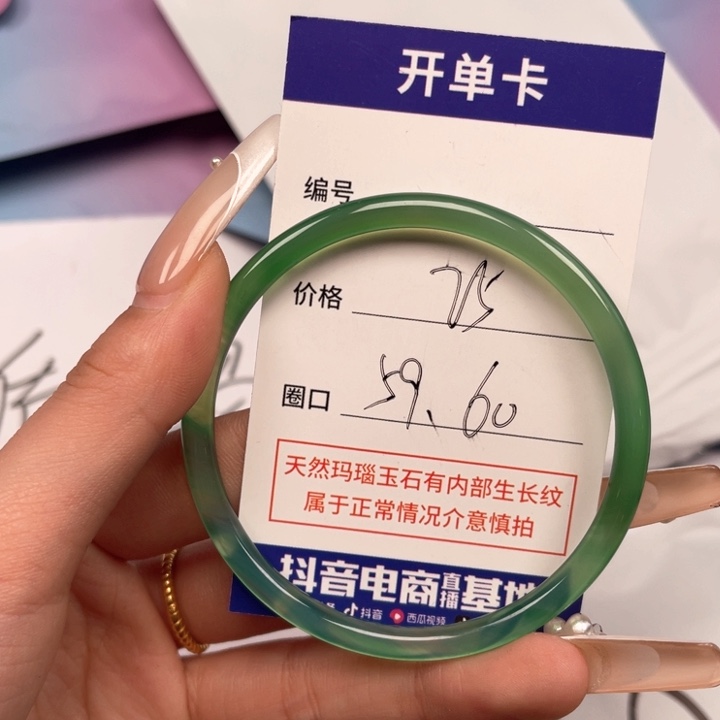 开单卡
编号
价格 75
圈口 59、60
天然玛瑙玉石有内部生长纹
属于正常情况介意慎拍
抖音电商直播基地
抖音 西瓜视频